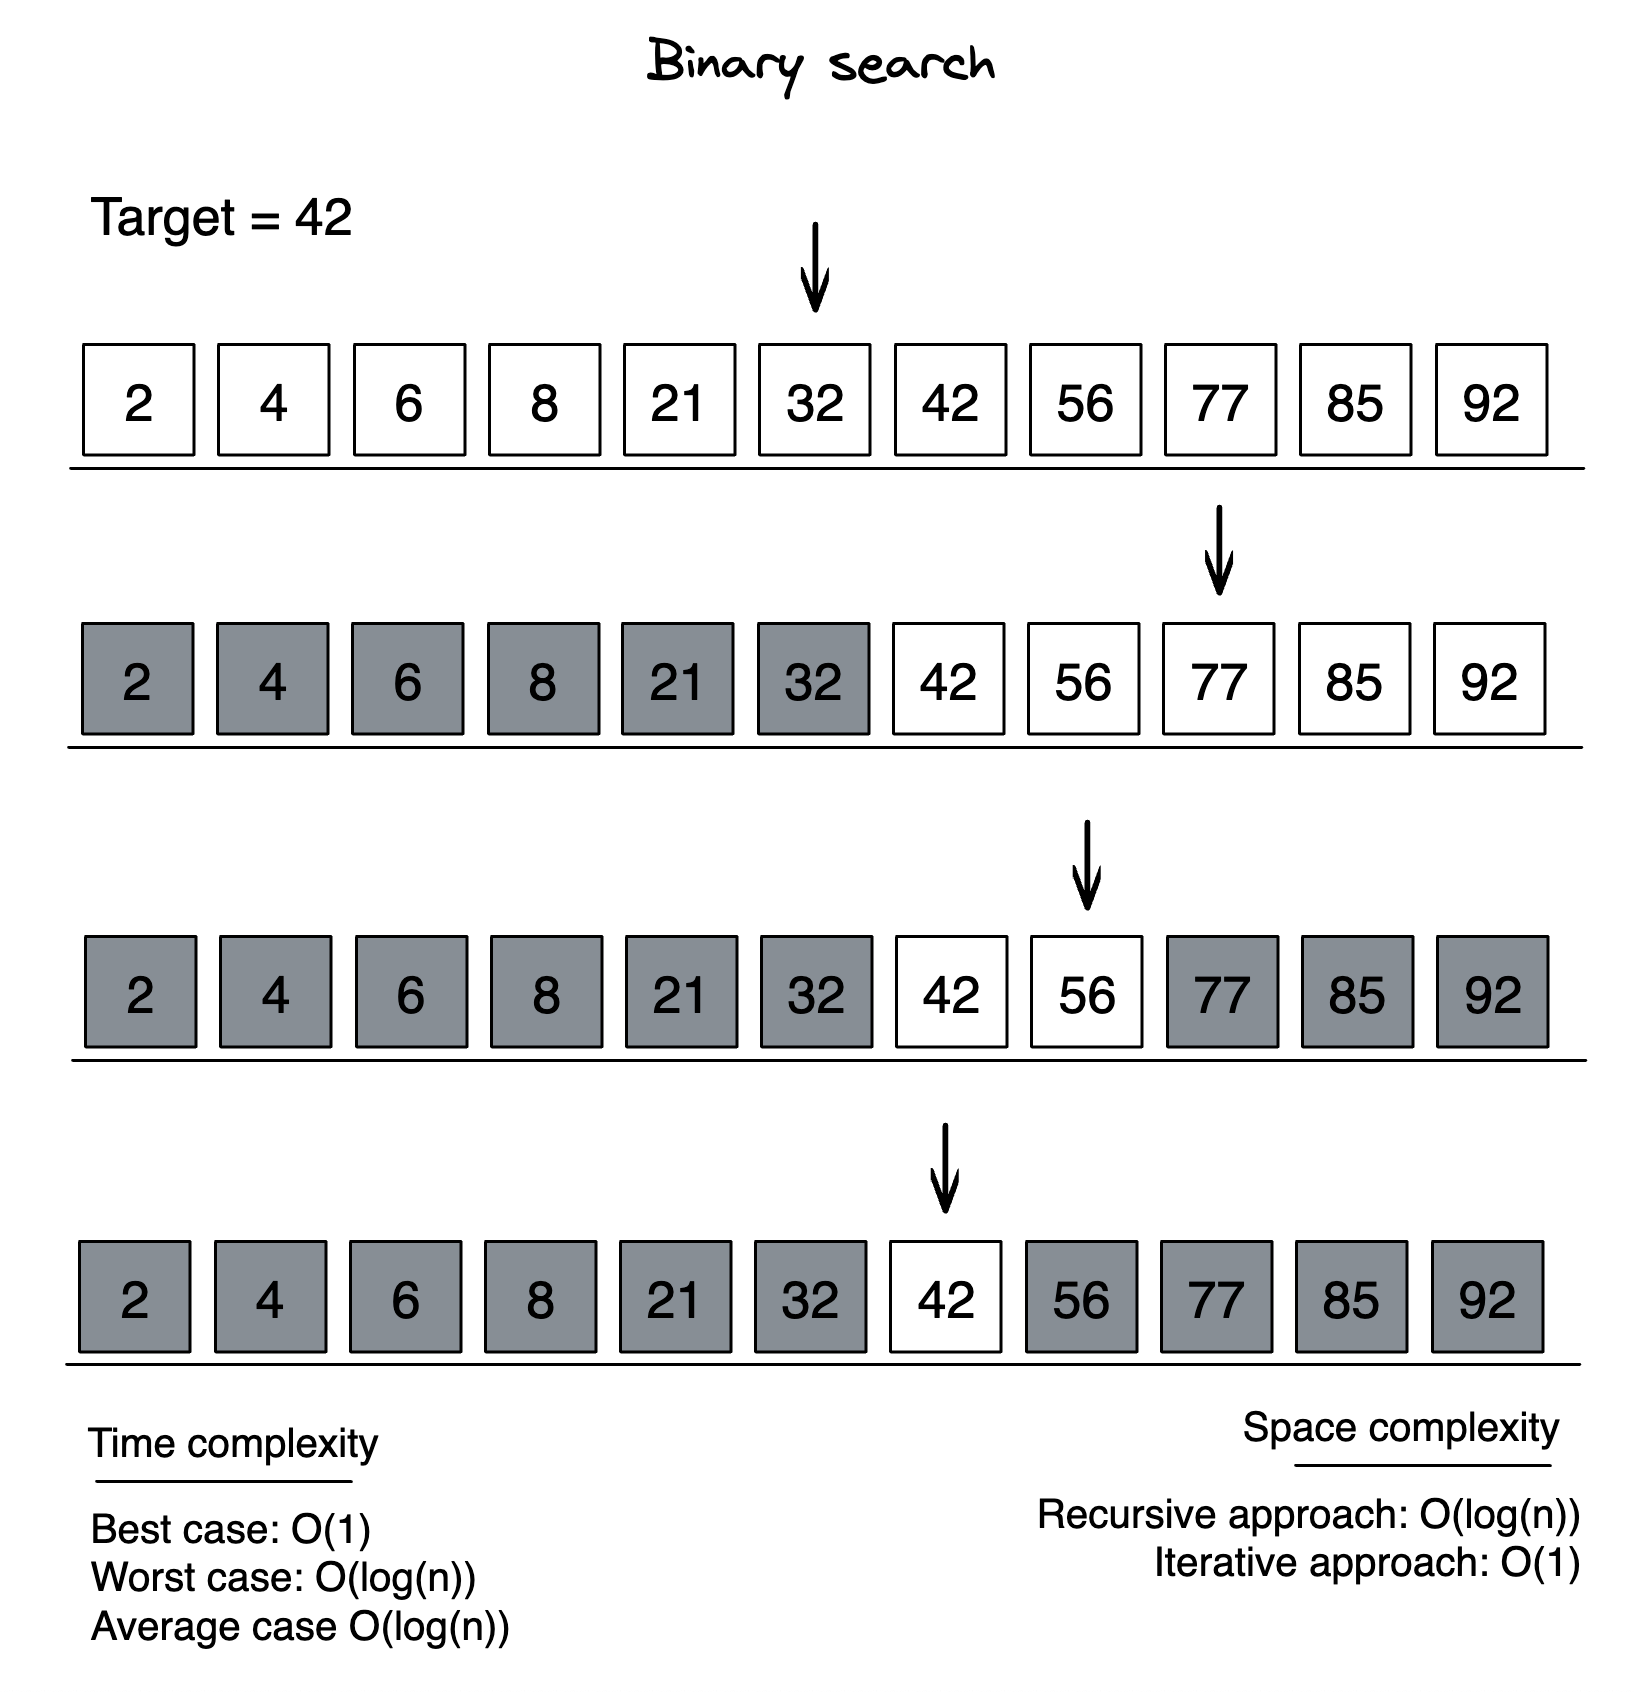 Binary search
Target = 42
2 4 6 8 21 32 42 56 77 85 92
2 4 6 8 21 32 42 56 77 85 92
2 4 6 8 21 32 42 56 77 85 92
2 4 6 8 21 32 42 56 77 85 92
Time complexity
Best case: O(1)
Worst case: O(log(n))
Average case O(log(n))
Space complexity
Recursive approach: O(log(n))
Iterative approach: O(1)